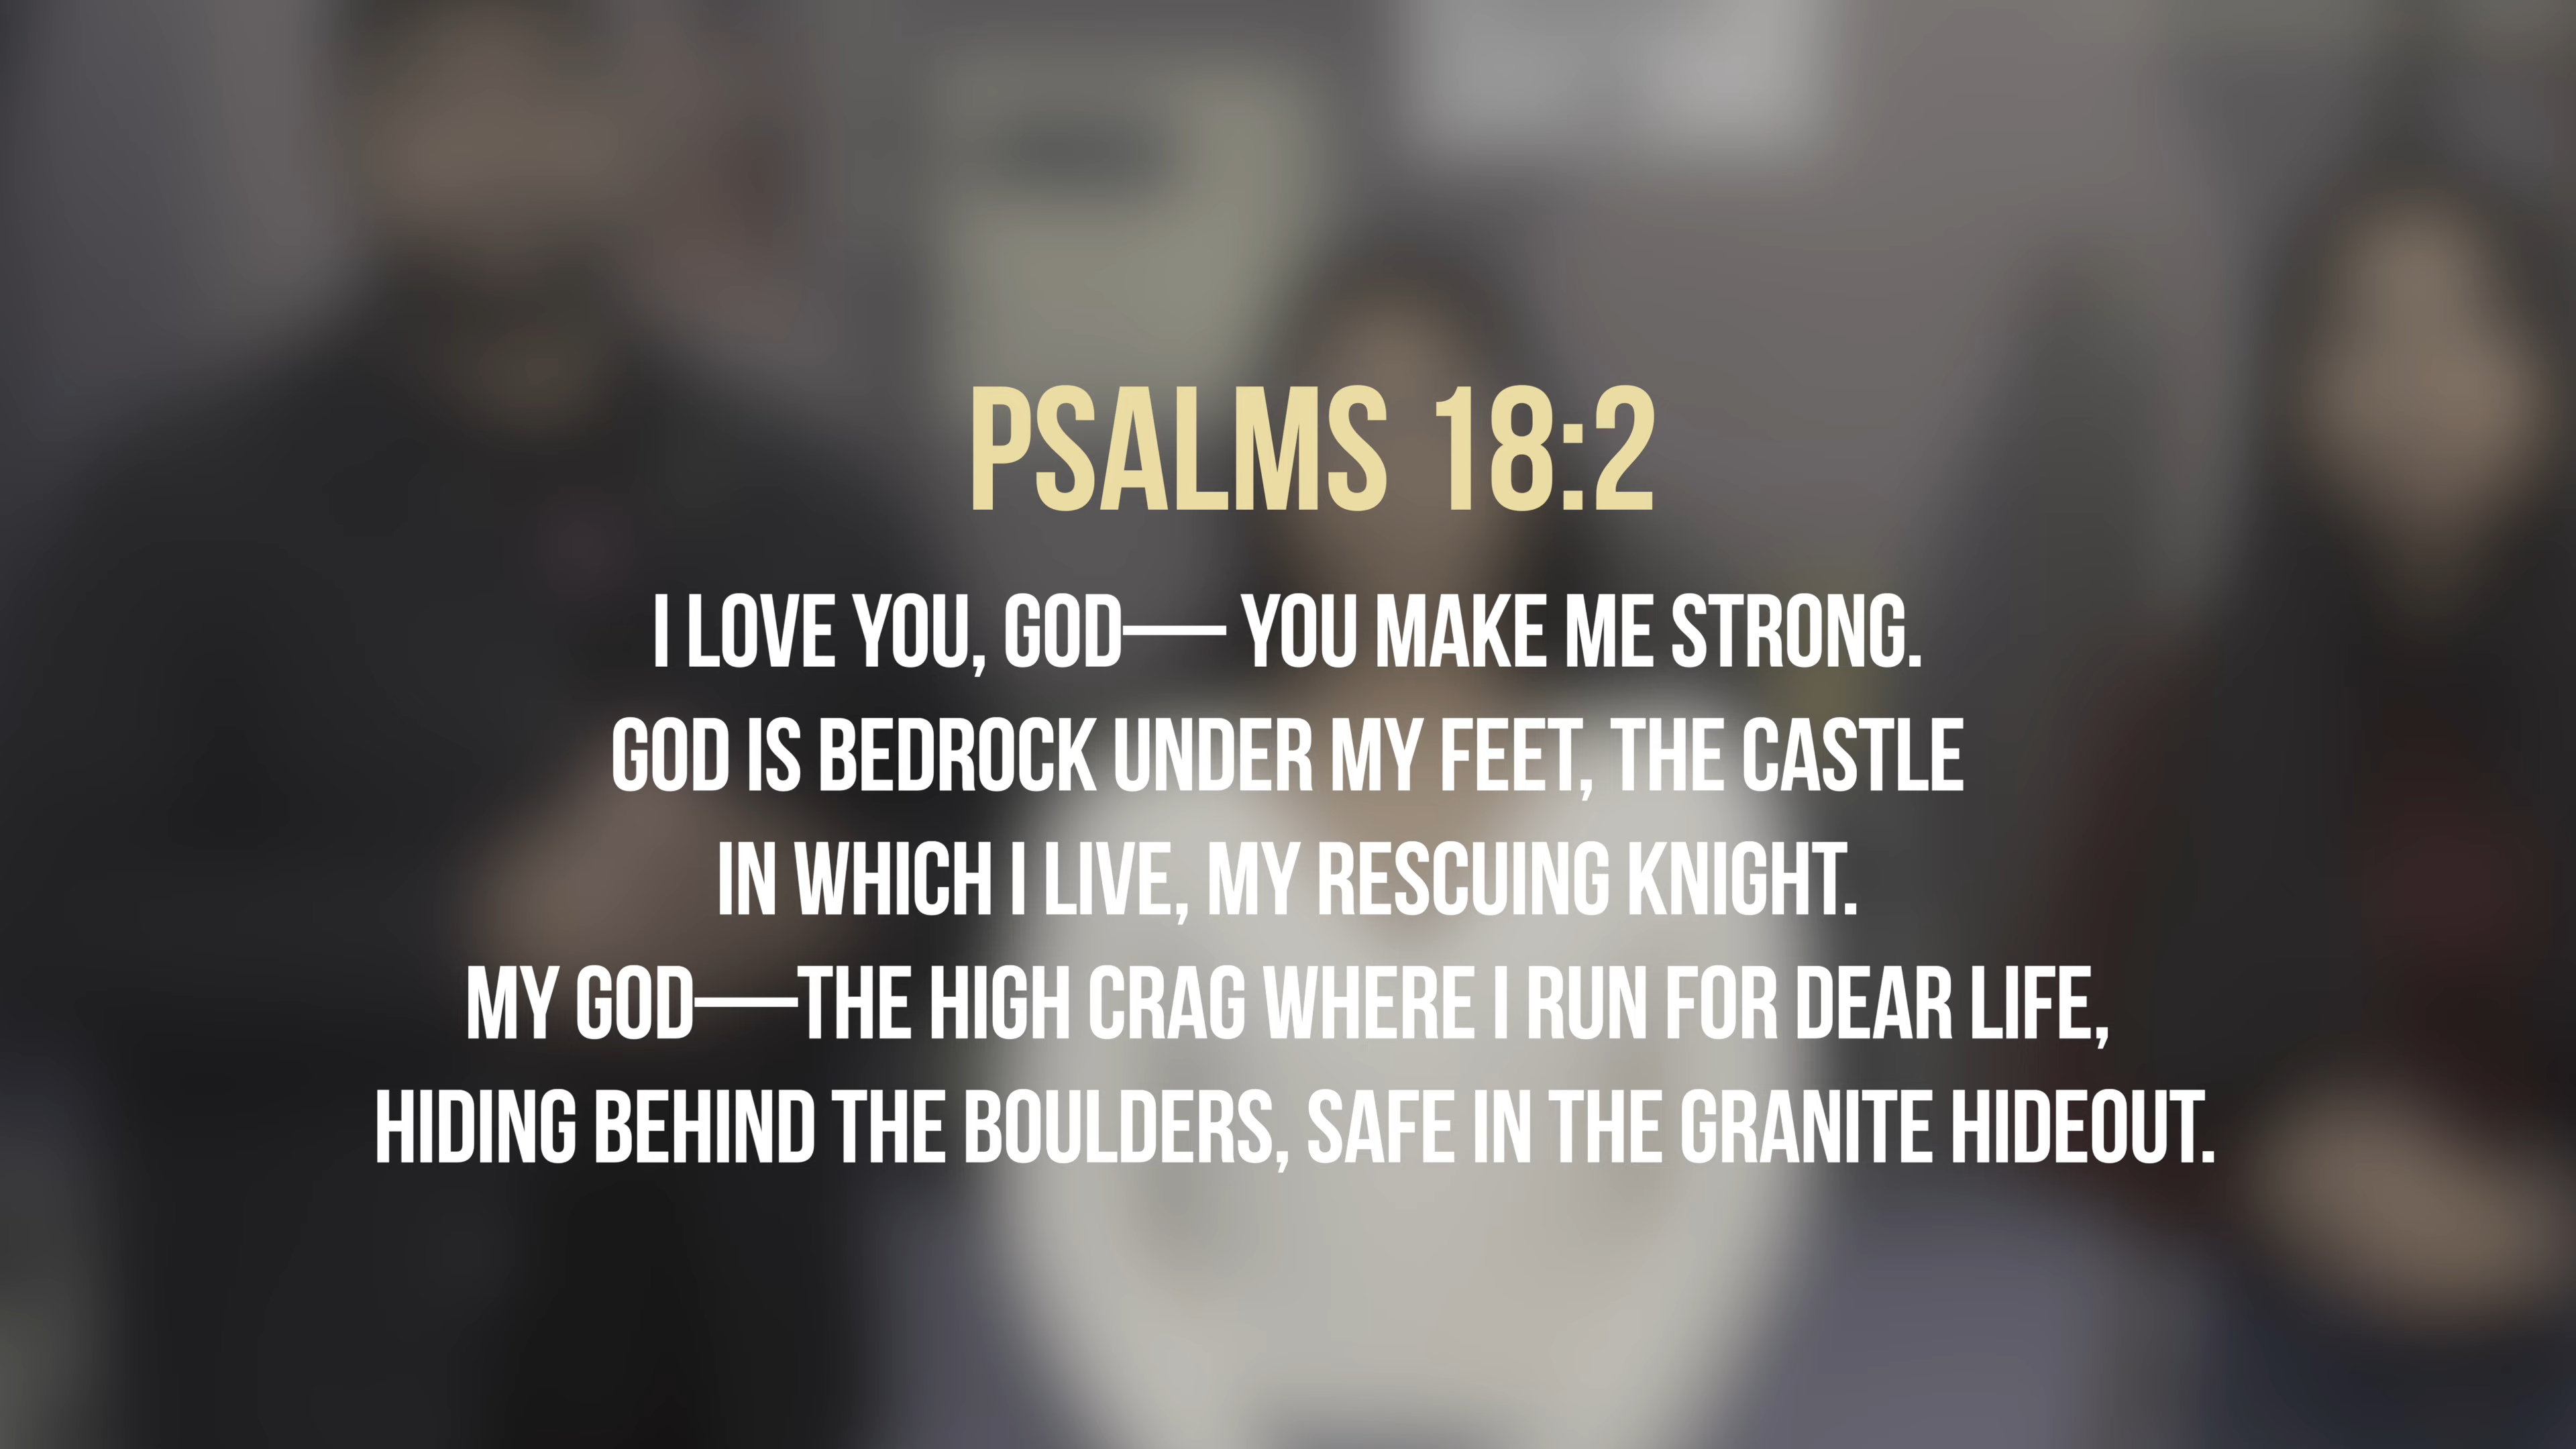 PSALMS 18:2
I LOVE YOU, GOD— YOU MAKE ME STRONG.
GOD IS BEDROCK UNDER MY FEET, THE CASTLE
IN WHICH I LIVE, MY RESCUING KNIGHT.
MY GOD—THE HIGH CRAG WHERE I RUN FOR DEAR LIFE,
HIDING BEHIND THE BOULDERS, SAFE IN THE GRANITE HIDEOUT.